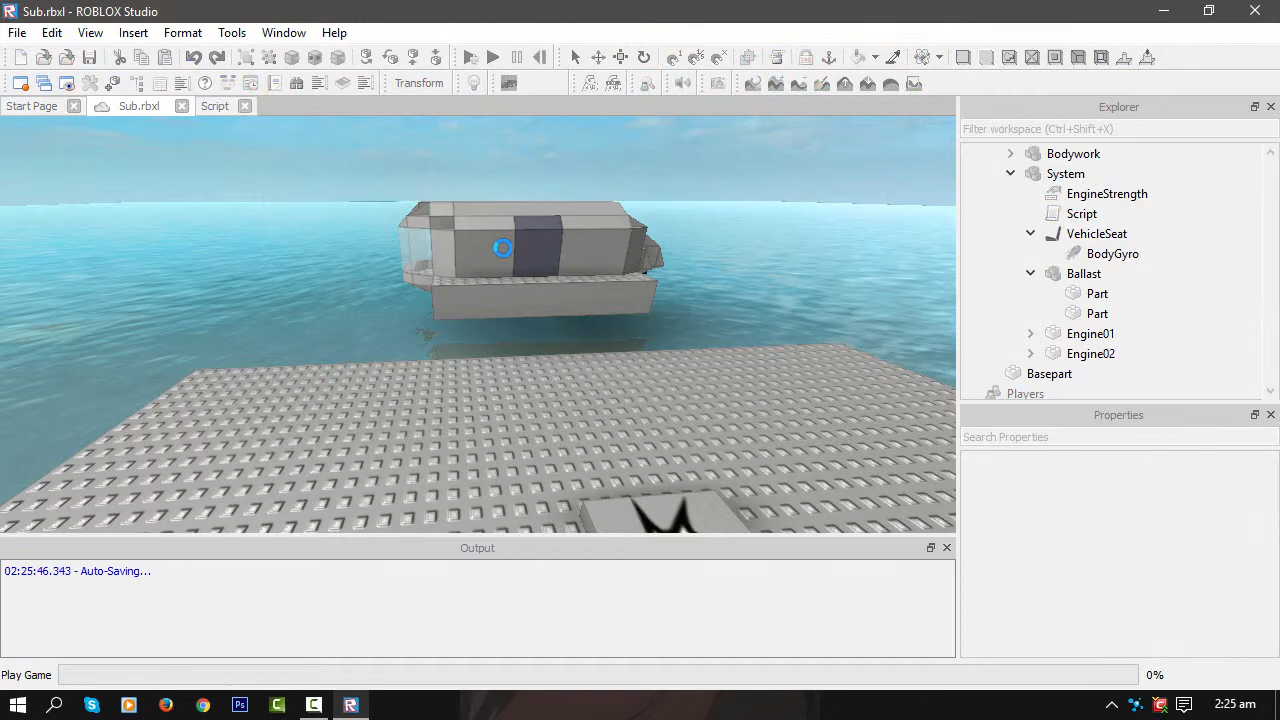 Sub.rbxl - ROBLOX Studio
File Edit View Insert Format Tools Window Help
Transform
Start Page Sub.rbxl Script
Explorer
Filter workspace (Ctrl+Shift+X)
Bodywork
System
EngineStrength
Script
VehicleSeat
BodyGyro
Ballast
Part
Part
Engine01
Engine02
Basepart
Players
Properties
Search Properties
Output
02:25:46.343 - Auto-Saving...
Play Game 0%
2:25 am